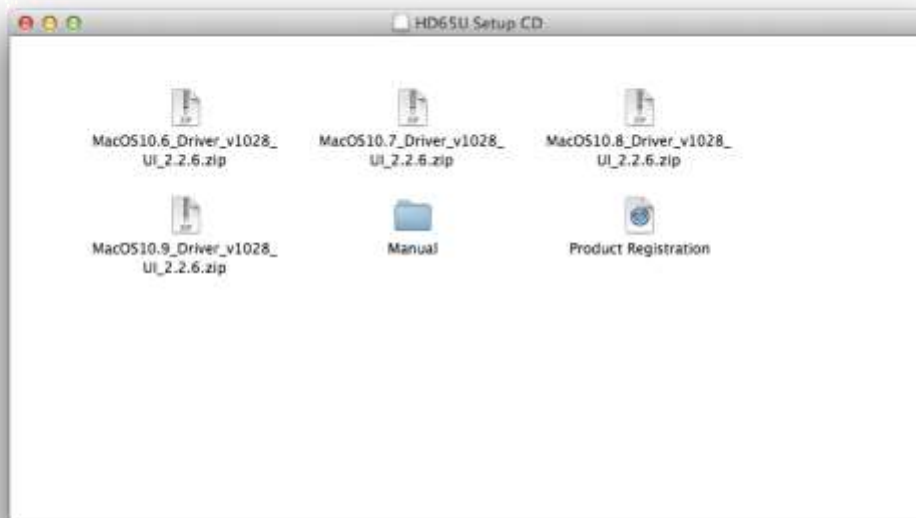 HD65U Setup CD
MacOS10.6_Driver_v1028_
UI_2.2.6.zip
MacOS10.7_Driver_v1028_
UI_2.2.6.zip
MacOS10.8_Driver_v1028_
UI_2.2.6.zip
MacOS10.9_Driver_v1028_
UI_2.2.6.zip
Manual
Product Registration